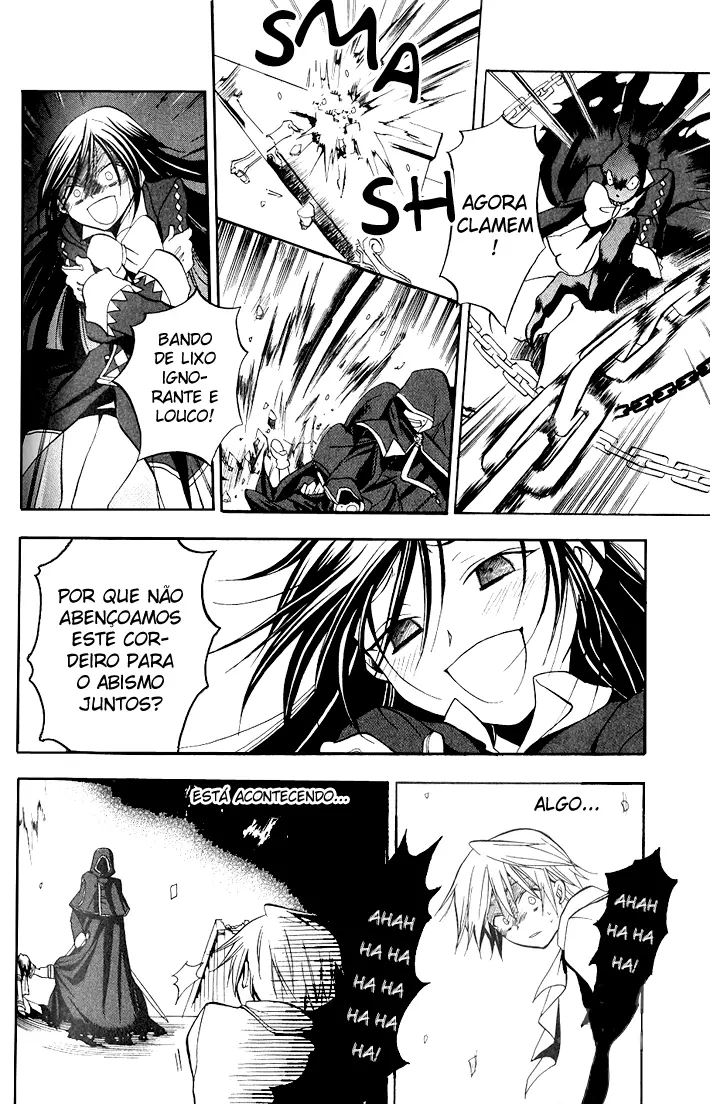 SMA
SH
AGORA
CLAMEM
!
BANDO
DE LIXO
IGNO-
RANTE E
LOUCO!
POR QUE NÃO
ABENÇOAMOS
ESTE COR-
DEIRO PARA
O ABISMO
JUNTOS?
ALGO...
AHAH
HA HA
HA!
AHAH
HA HA
HA HA
HA HA
HA!
ESTÁ ACONTECENDO...